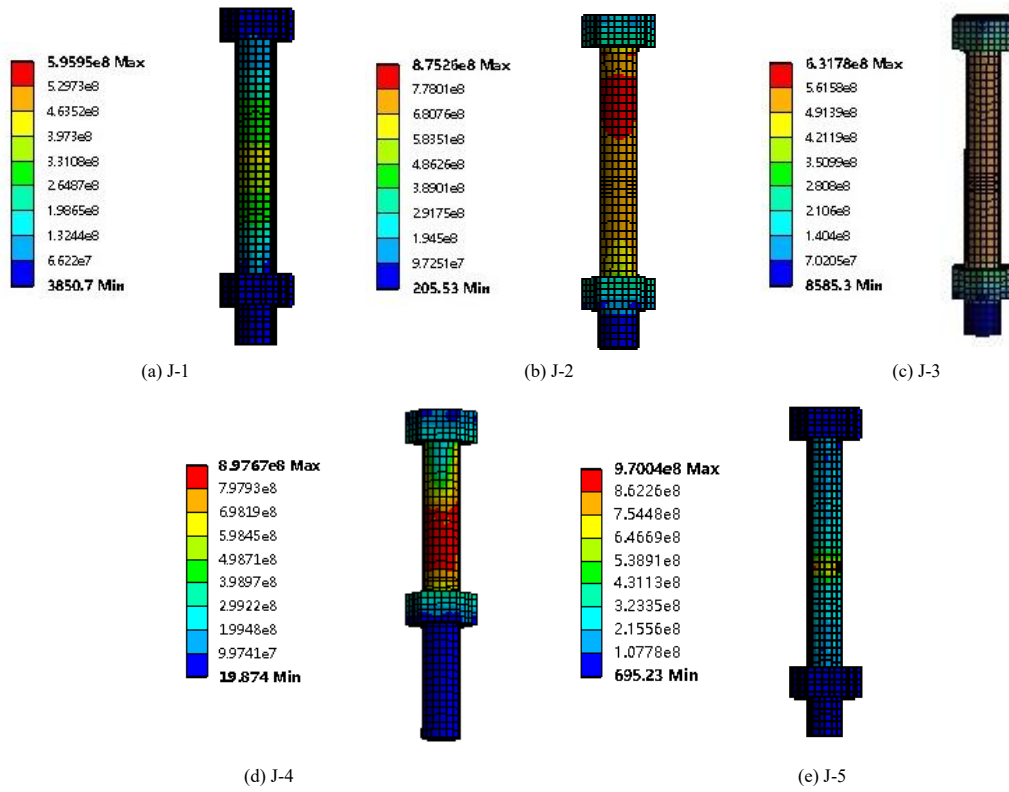 5.9595e8 Max
5.2973e8
4.6352e8
3.973e8
3.3108e8
2.6487e8
1.9865e8
1.3244e8
6.622e7
3850.7 Min
(a) J-1
8.7526e8 Max
7.7801e8
6.8076e8
5.8351e8
4.8626e8
3.8901e8
2.9175e8
1.945e8
9.7251e7
205.53 Min
(b) J-2
6.3178e8 Max
5.6158e8
4.9139e8
4.2119e8
3.5099e8
2.808e8
2.106e8
1.404e8
7.0205e7
8585.3 Min
(c) J-3
8.9767e8 Max
7.9793e8
6.9819e8
5.9845e8
4.9871e8
3.9897e8
2.9922e8
1.9948e8
9.9741e7
19.874 Min
(d) J-4
9.7004e8 Max
8.6226e8
7.5448e8
6.4669e8
5.3891e8
4.3113e8
3.2335e8
2.1556e8
1.0778e8
695.23 Min
(e) J-5